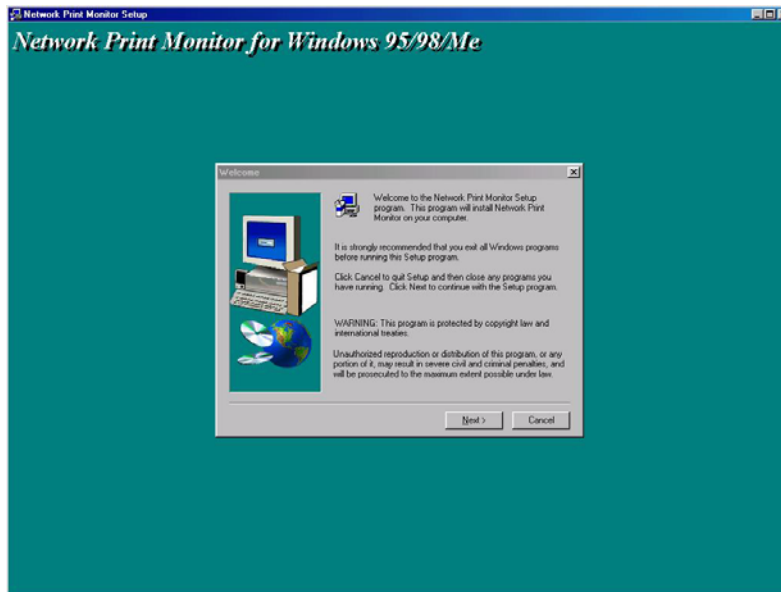 Network Print Monitor Setup
Network Print Monitor for Windows 95/98/Me
Welcome
Welcome to the Network Print Monitor Setup
program. This program will install Network Print
Monitor on your computer.
It is strongly recommended that you exit all Windows programs
before running this Setup program.
Click Cancel to quit Setup and then close any programs you
have running. Click Next to continue with the Setup program.
WARNING: This program is protected by copyright law and
international treaties.
Unauthorized reproduction or distribution of this program, or any
portion of it, may result in severe civil and criminal penalties, and
will be prosecuted to the maximum extent possible under law.
Next > Cancel